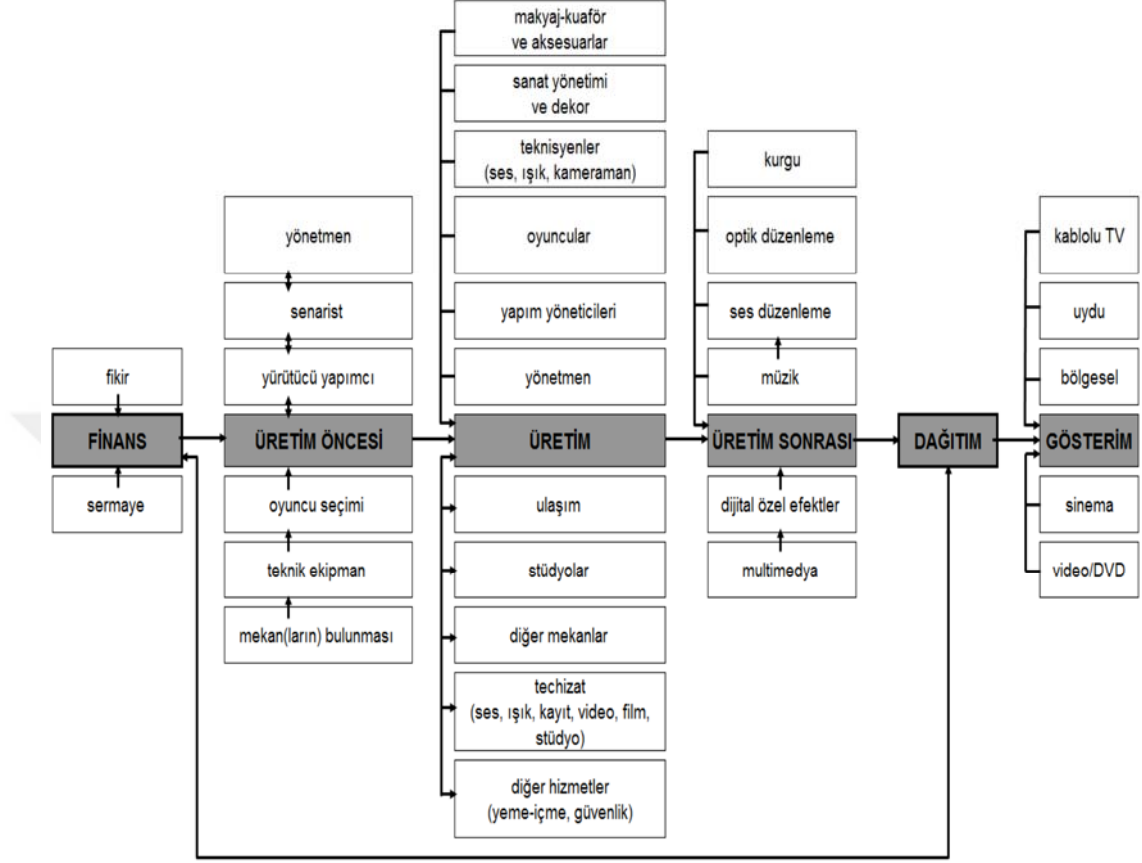 fikir
FİNANS
sermaye
yönetmen
senarist
yürütücü yapımcı
ÜRETİM ÖNCESİ
oyuncu seçimi
teknik ekipman
mekan(ların) bulunması
makyaj-kuaför
ve aksesuarlar
sanat yönetimi
ve dekor
teknisyenler
(ses, ışık, kameraman)
oyuncular
yapım yöneticileri
yönetmen
ÜRETİM
ulaşım
stüdyolar
diğer mekanlar
techizat
(ses, ışık, kayıt, video, film,
stüdyo)
diğer hizmetler
(yeme-içme, güvenlik)
kurgu
optik düzenleme
ses düzenleme
müzik
ÜRETİM SONRASI
dijital özel efektler
multimedya
DAĞITIM
kablolu TV
uydu
bölgesel
GÖSTERİM
sinema
video/DVD